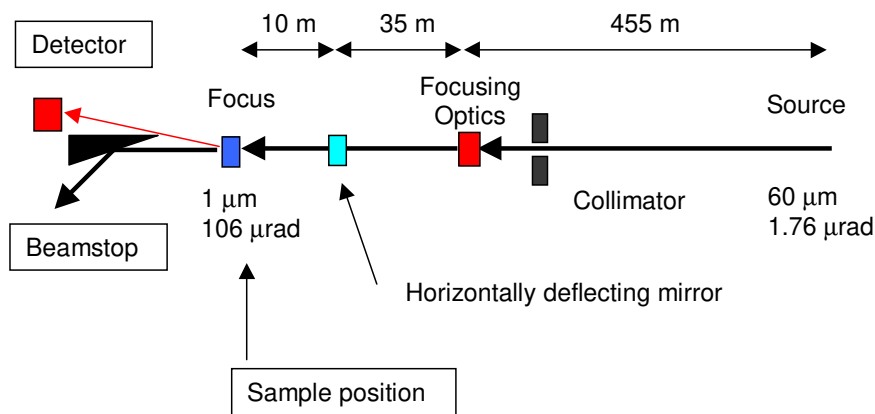 10 m
35 m
455 m
Detector
Focus
Focusing
Optics
Source
1 μm
106 μrad
Collimator
60 μm
1.76 μrad
Beamstop
Horizontally deflecting mirror
Sample position